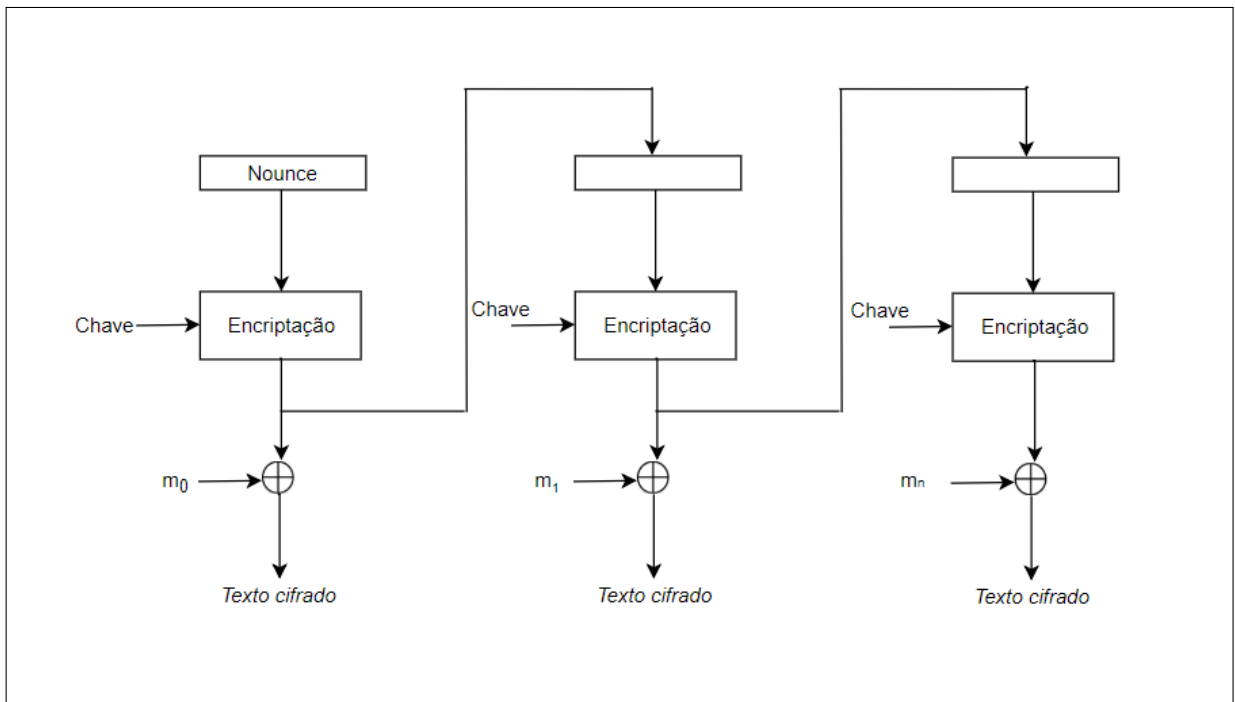 Nounce
Chave
Encriptação
Chave
Encriptação
Chave
Encriptação
m0
m1
mn
Texto cifrado
Texto cifrado
Texto cifrado